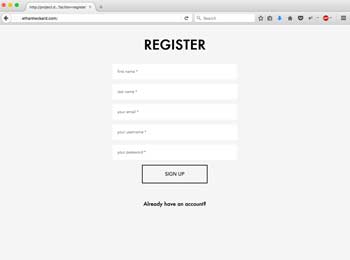 http://project.d...?action=register
ethanheckard.com/
Search
REGISTER
first name *
last name *
your email *
your username *
your password *
SIGN UP
Already have an account?